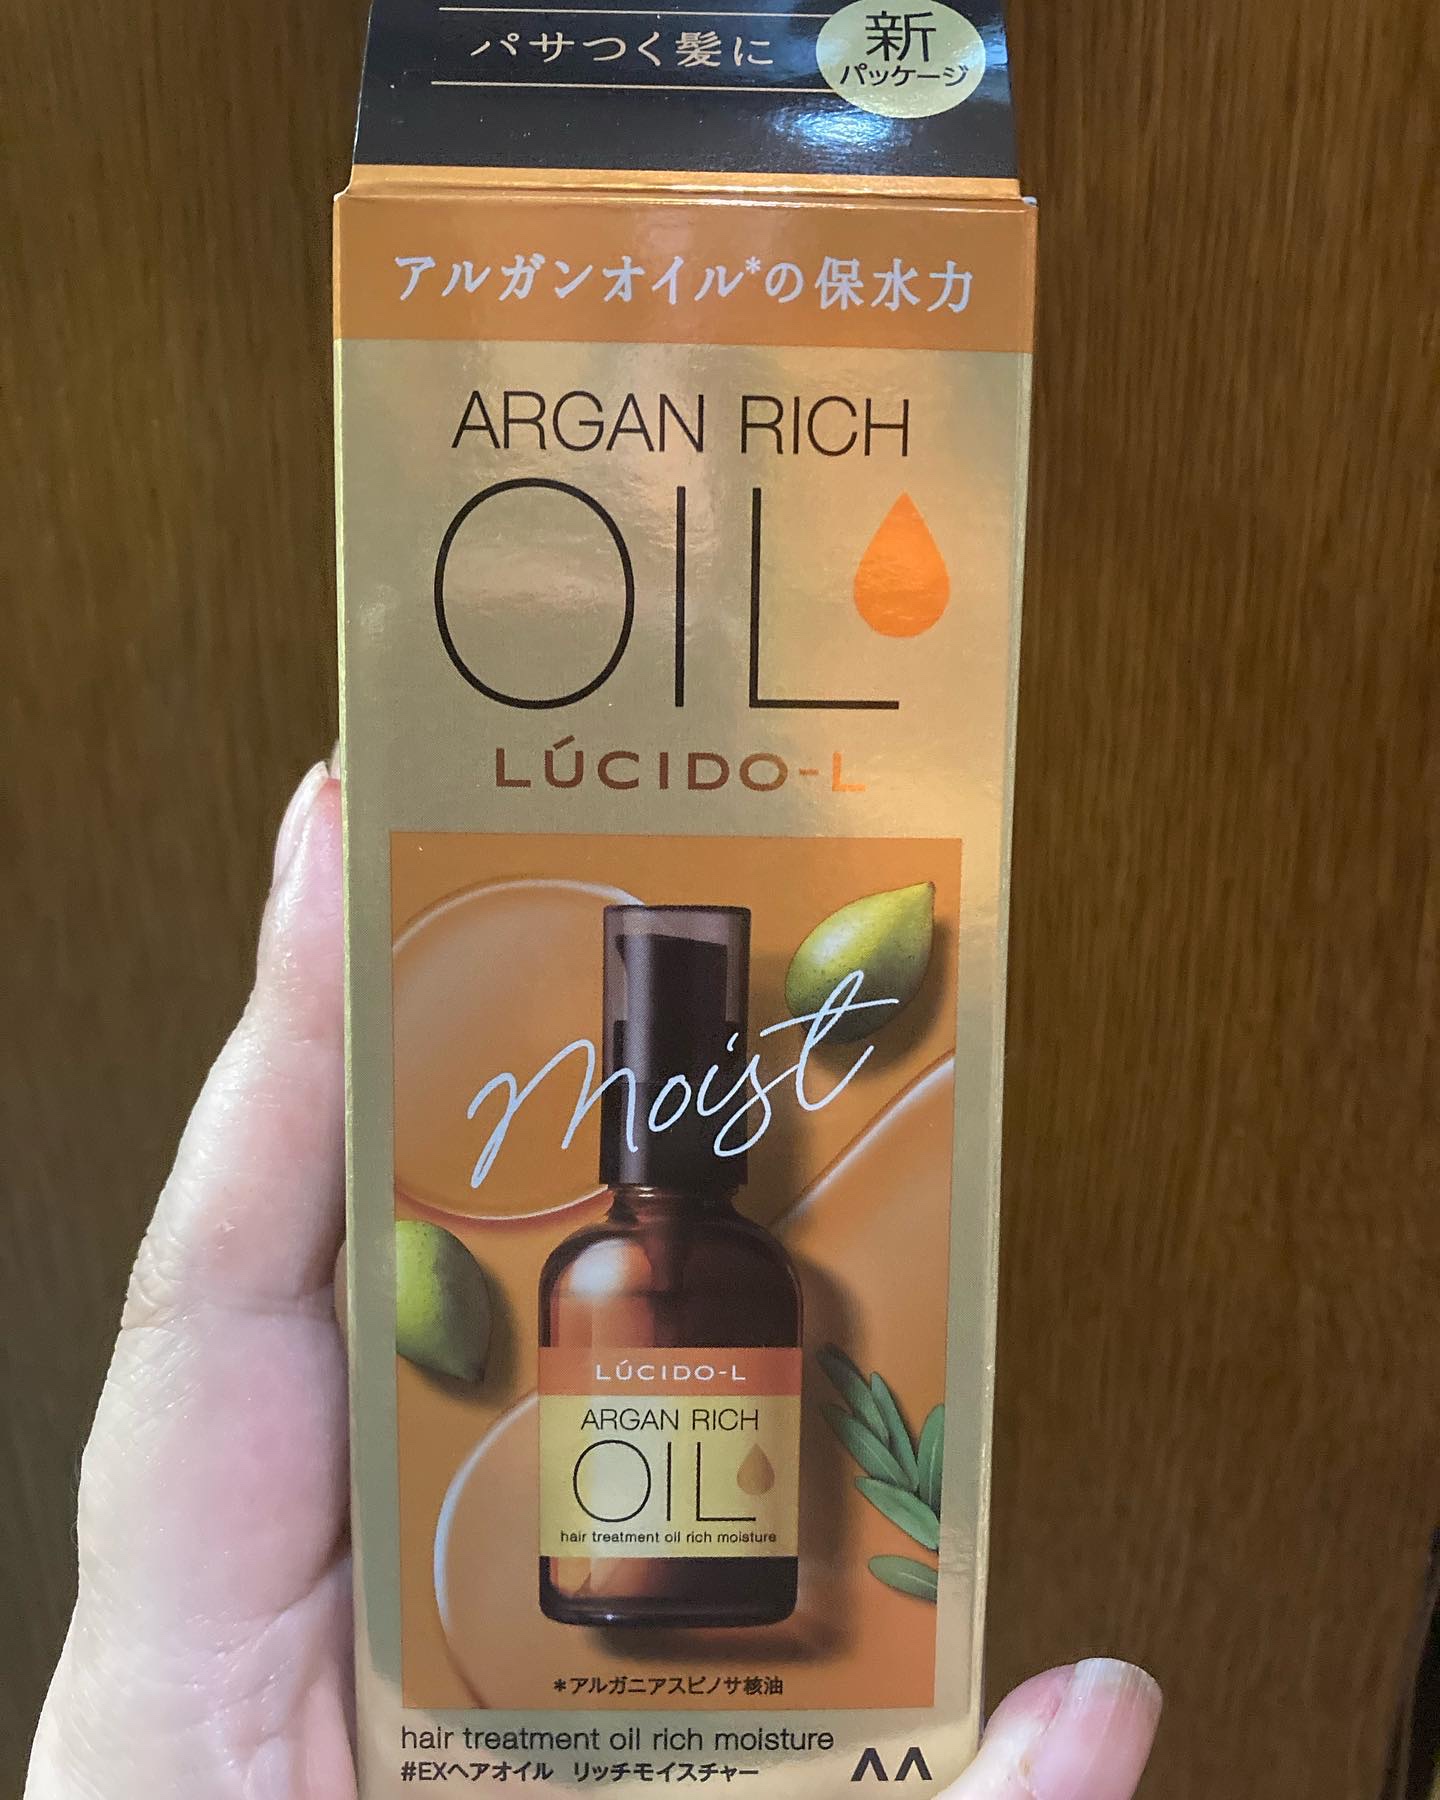 パサつく髪に
新
パッケージ
アルガンオイル*の保水力
ARGAN RICH
OIL
LÚCIDO-L
moist
LÚCIDO-L
ARGAN RICH
OIL
hair treatment oil rich moisture
*アルガニアスピノサ核油
hair treatment oil rich moisture
#EXヘアオイル リッチモイスチャー